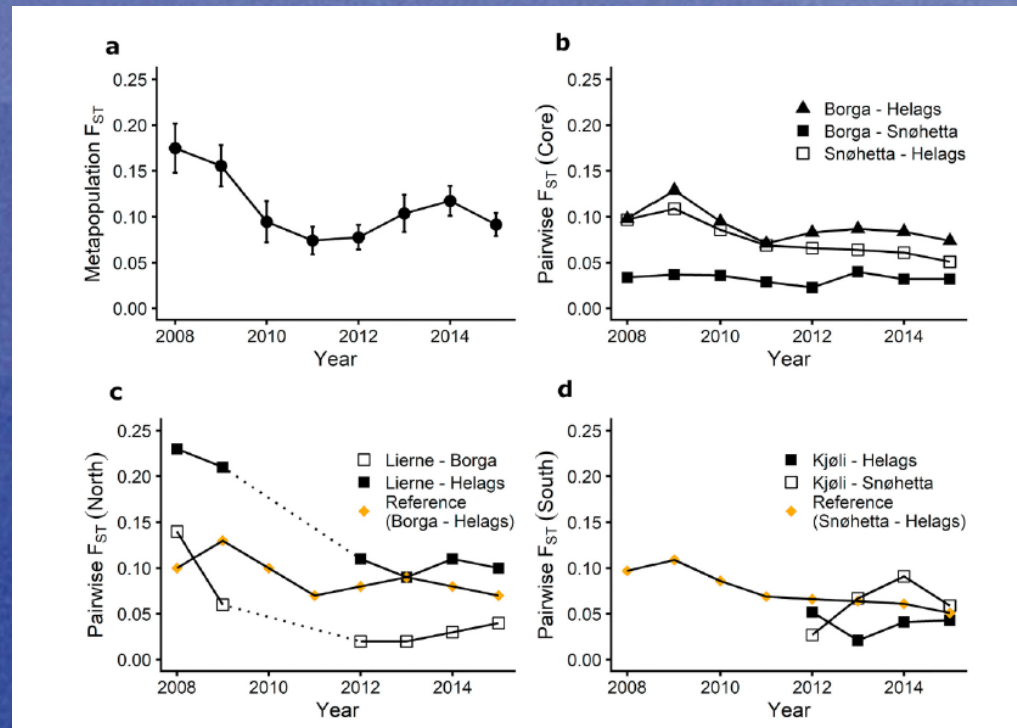 a
Metapopulation F_ST
0.25
0.20
0.15
0.10
0.05
0.00
2008 2010 2012 2014
Year
b
Pairwise F_ST (Core)
0.25
0.20
0.15
0.10
0.05
0.00
Borga - Helags
Borga - Snøhetta
Snøhetta - Helags
2008 2010 2012 2014
Year
c
Pairwise F_ST (North)
0.25
0.20
0.15
0.10
0.05
0.00
Lierne - Borga
Lierne - Helags
Reference
(Borga - Helags)
2008 2010 2012 2014
Year
d
Pairwise F_ST (South)
0.25
0.20
0.15
0.10
0.05
0.00
Kjøli - Helags
Kjøli - Snøhetta
Reference
(Snøhetta - Helags)
2008 2010 2012 2014
Year